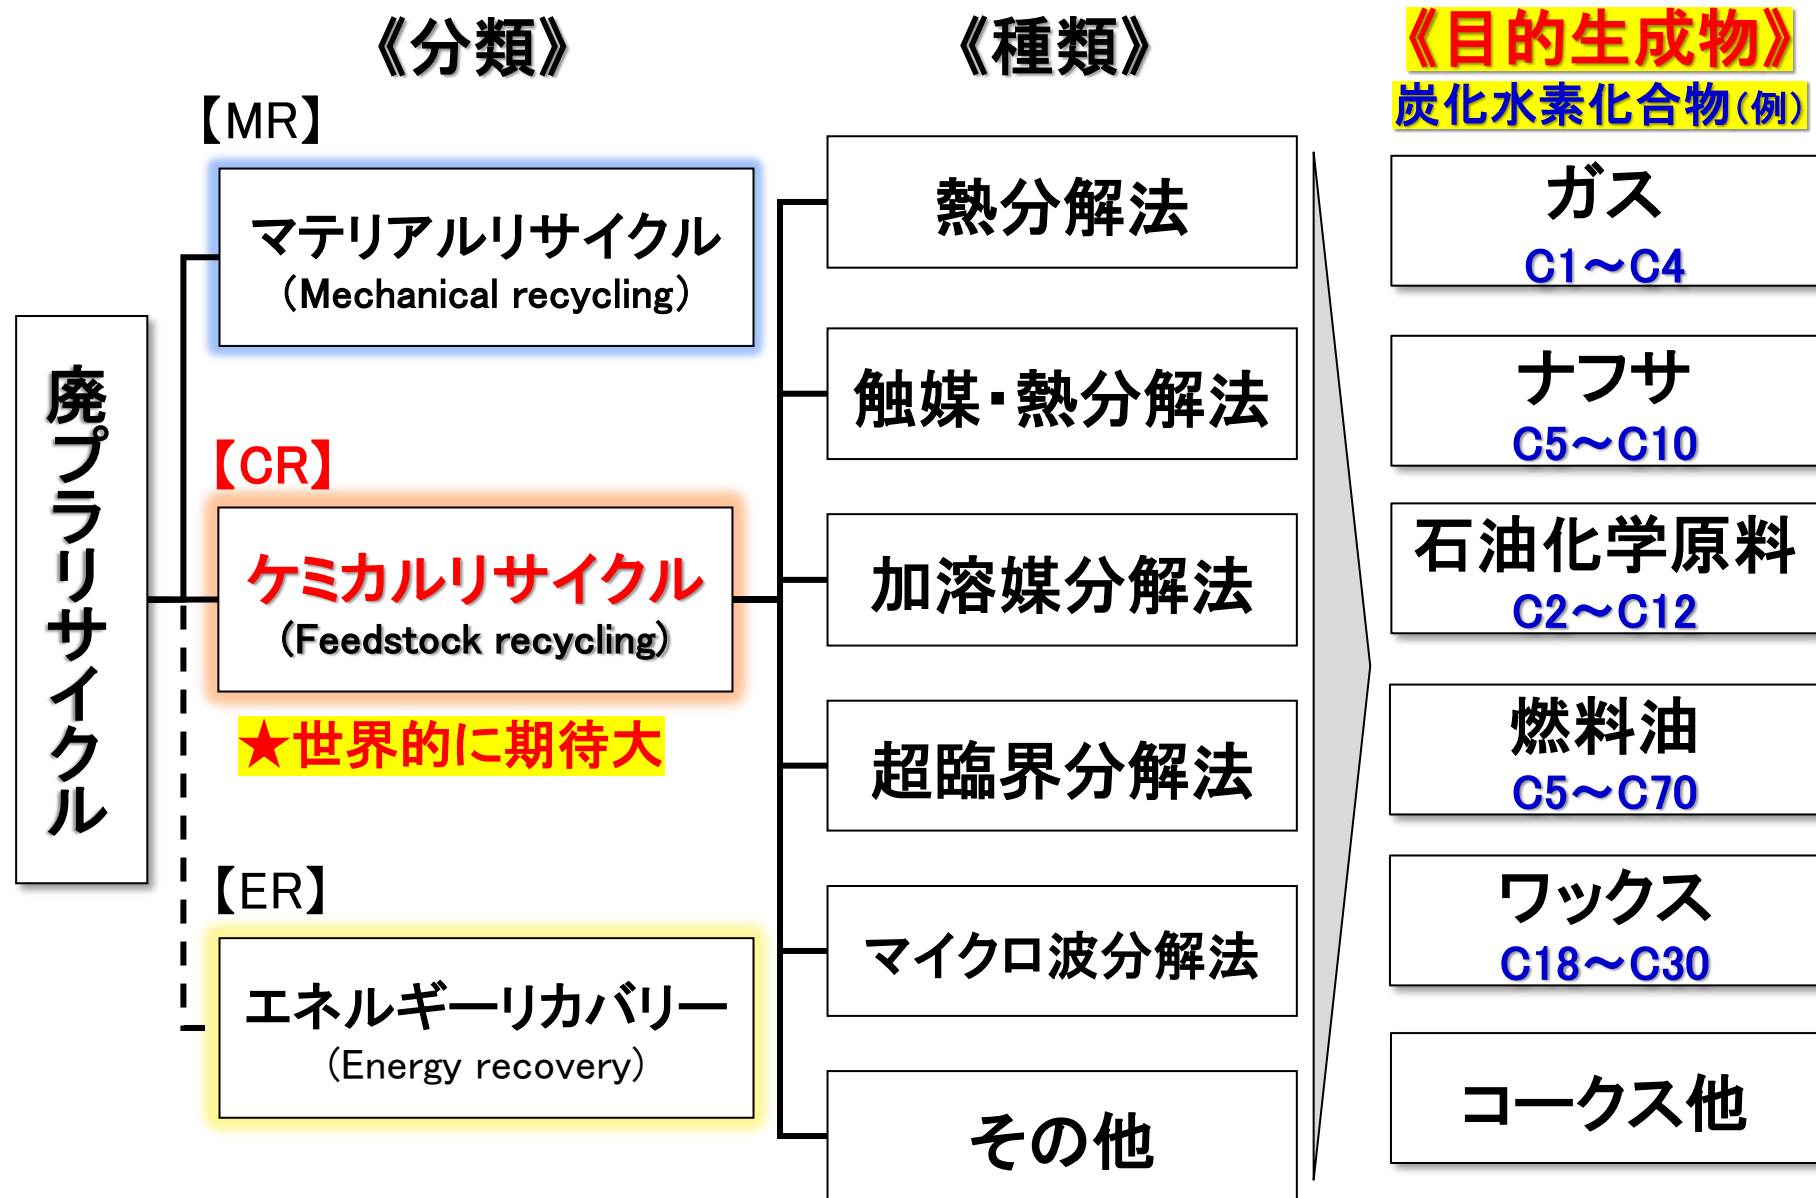 《分類》
《種類》
《目的生成物》
炭化水素化合物(例)
廃プラリサイクル
【MR】
マテリアルリサイクル
(Mechanical recycling)
【CR】
ケミカルリサイクル
(Feedstock recycling)
★世界的に期待大
【ER】
エネルギーリカバリー
(Energy recovery)
熱分解法
触媒・熱分解法
加溶媒分解法
超臨界分解法
マイクロ波分解法
その他
ガス
C1～C4
ナフサ
C5～C10
石油化学原料
C2～C12
燃料油
C5～C70
ワックス
C18～C30
コークス他